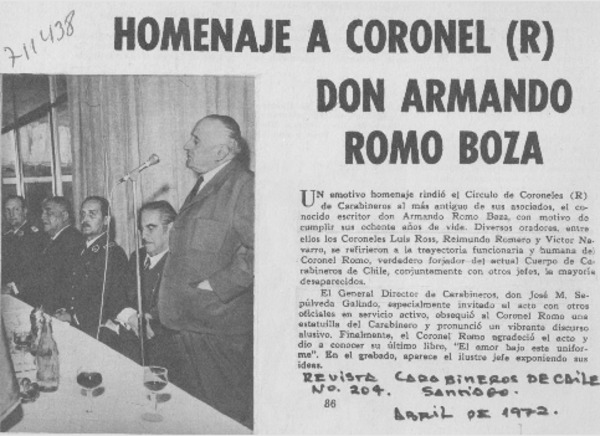 711438
HOMENAJE A CORONEL (R)
DON ARMANDO
ROMO BOZA
UN emotivo homenaje rindió el Círculo de Coroneles (R)
de Carabineros al más antiguo de sus asociados, el co-
nocido escritor don Armando Romo Boza, con motivo de
cumplir sus ochenta años de vida. Diversos oradores, entre
ellos los Coroneles Luis Ross, Reimundo Romero y Víctor Na-
varro, se refirieron a la trayectoria funcionaria y humana del
Coronel Romo, verdadero forjador del actual Cuerpo de Ca-
rabineros de Chile, conjuntamente con otros jefes, la mayoría
desaparecidos.
El General Director de Carabineros, don José M. Se-
púlveda Galindo, especialmente invitado al acto con otros
oficiales en servicio activo, obsequió al Coronel Romo una
estatuilla del Carabinero y pronunció un vibrante discurso
alusivo. Finalmente, el Coronel Romo agradeció el acto y
dio a conocer su último libro, "El amor bajo este unifor-
me". En el grabado, aparece el ilustre jefe exponiendo sus
ideas.
REVISTA CARABINEROS DE CHILE
No. 204. SANTIAGO.
86
ABRIL DE 1972.